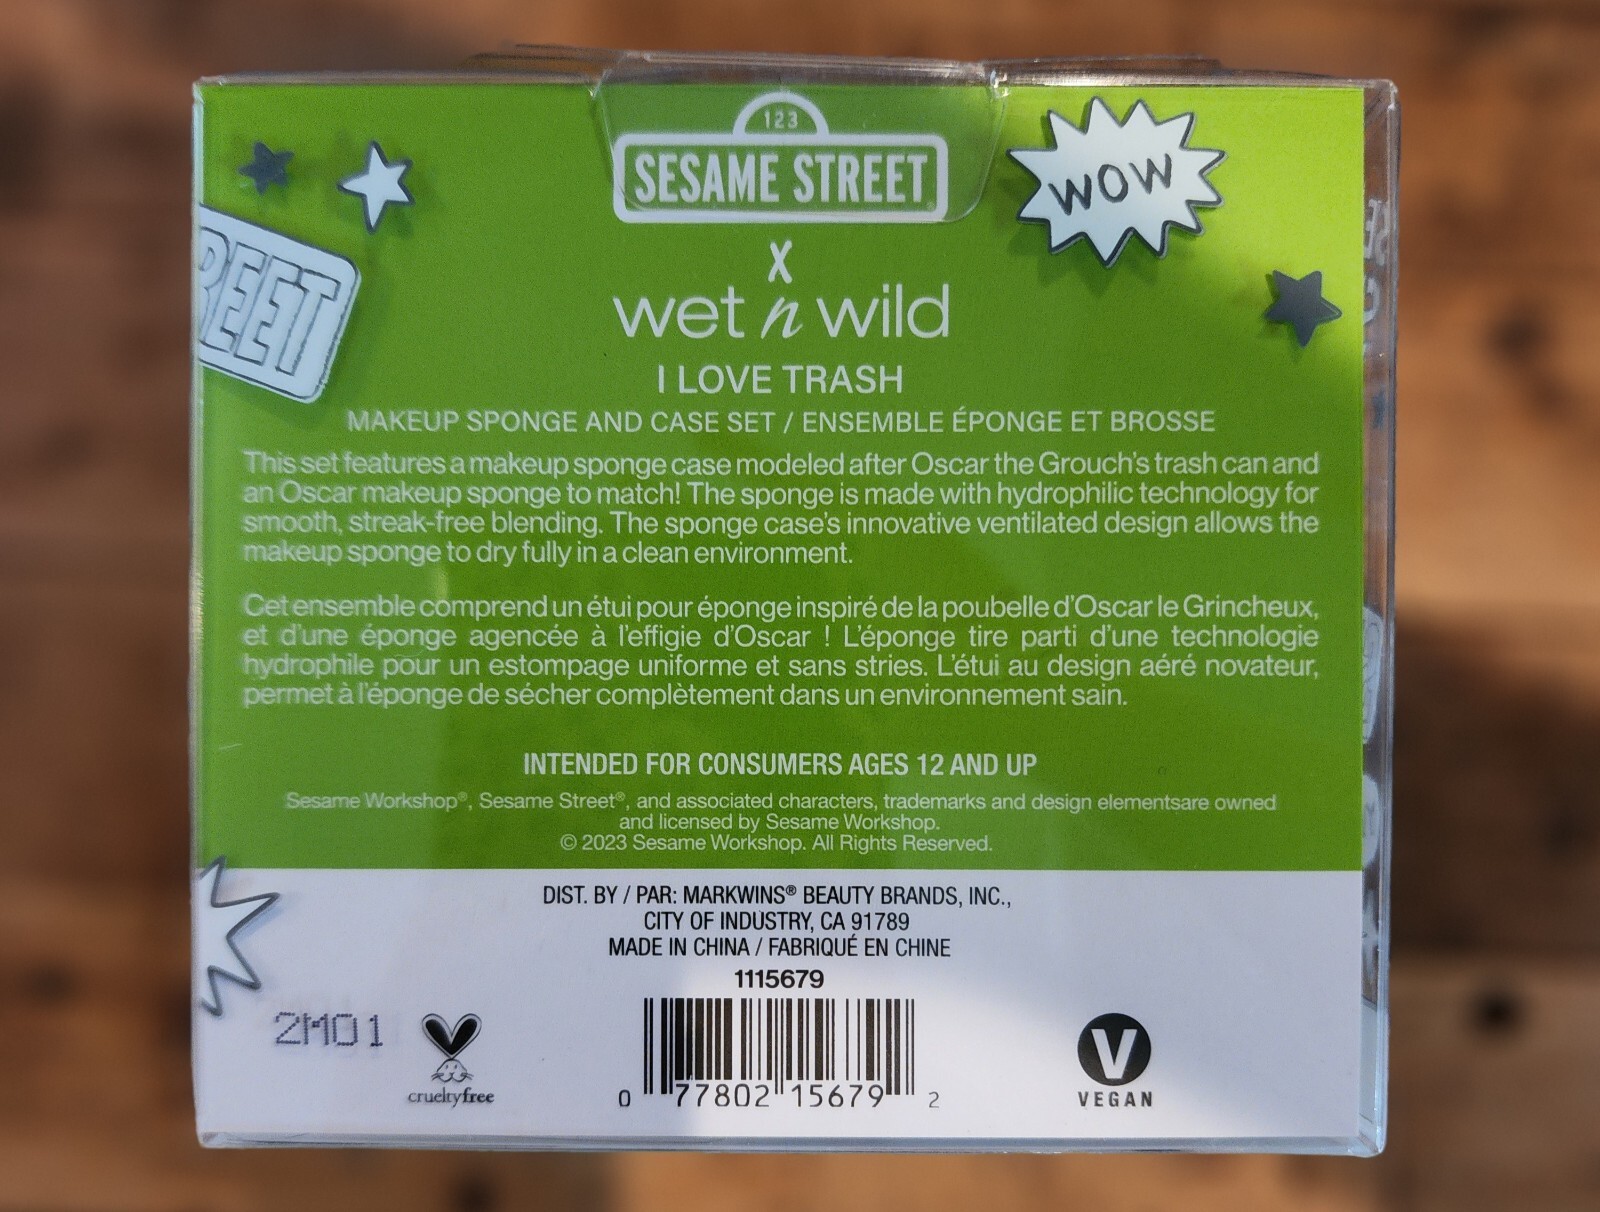 123
SESAME STREET
WOW
REET
X
wet n wild
I LOVE TRASH
MAKEUP SPONGE AND CASE SET / ENSEMBLE ÉPONGE ET BROSSE
This set features a makeup sponge case modeled after Oscar the Grouch's trash can and
an Oscar makeup sponge to match! The sponge is made with hydrophilic technology for
smooth, streak-free blending. The sponge case's innovative ventilated design allows the
makeup sponge to dry fully in a clean environment.
Cet ensemble comprend un étui pour éponge inspiré de la poubelle d'Oscar le Grincheux,
et d'une éponge agencée à l'effigie d'Oscar ! L'éponge tire parti d'une technologie
hydrophile pour un estompage uniforme et sans stries. L'étui au design aéré novateur,
permet à l'éponge de sécher complètement dans un environnement sain.
INTENDED FOR CONSUMERS AGES 12 AND UP
Sesame Workshop®, Sesame Street®, and associated characters, trademarks and design elementsare owned
and licensed by Sesame Workshop.
© 2023 Sesame Workshop. All Rights Reserved.
DIST. BY / PAR: MARKWINS® BEAUTY BRANDS, INC.,
CITY OF INDUSTRY, CA 91789
MADE IN CHINA / FABRIQUÉ EN CHINE
1115679
2M01
crueltyfree
0 77802 15679 2
V
VEGAN